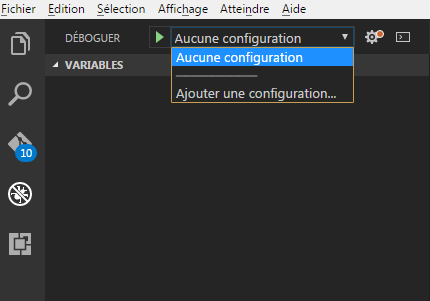 Fichier Edition Sélection Affichage Atteindre Aide
DÉBOGUER Aucune configuration
Aucune configuration
VARIABLES
Ajouter une configuration...
10